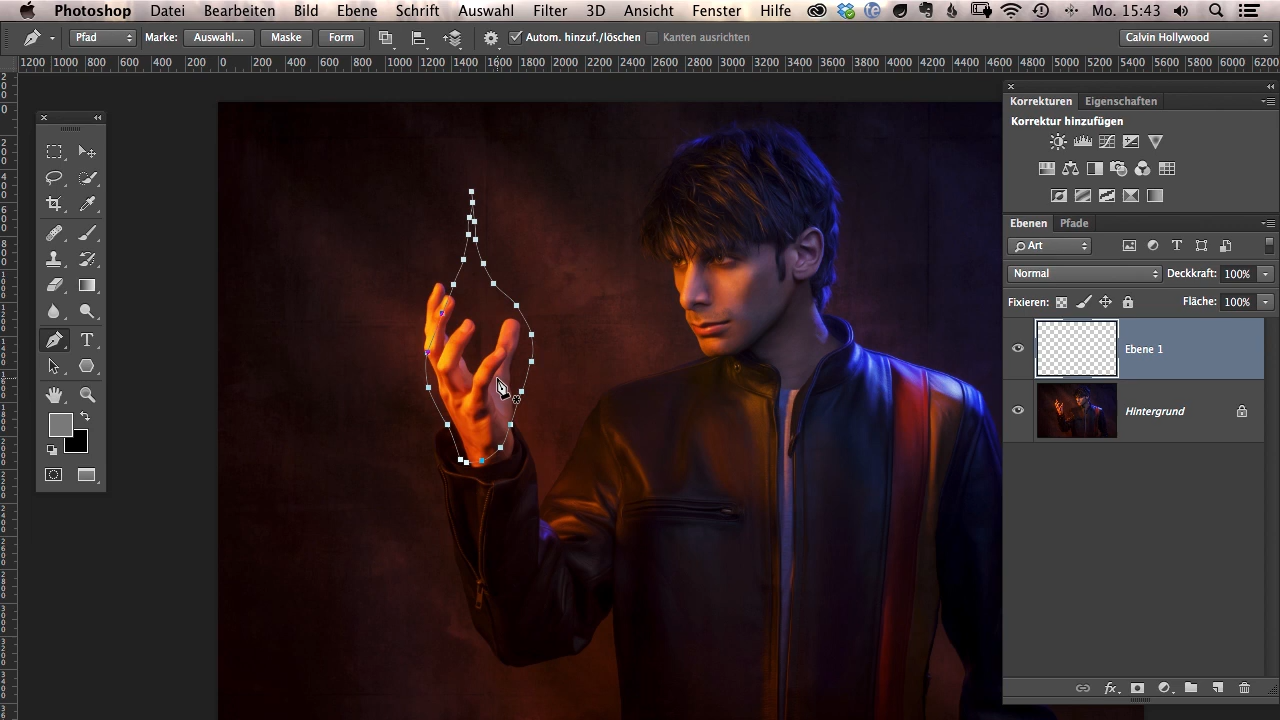 Photoshop Datei Bearbeiten Bild Ebene Schrift Auswahl Filter 3D Ansicht Fenster Hilfe Mo. 15:43
Pfad Marke: Auswahl... Maske Form Autom. hinzuf./löschen Kanten ausrichten Calvin Hollywood
1200 1000 800 600 400 200 0 200 400 600 800 1000 1200 1400 1600 1800 2000 2200 2400 2600 2800 3000 3200 3400 3600 3800 4000 4200 4400 4600 4800 5000 5200 5400 5600 5800 6000 6200
Korrekturen Eigenschaften
Korrektur hinzufügen
Ebenen Pfade
Art
Normal Deckkraft: 100%
Fixieren: Fläche: 100%
Ebene 1
Hintergrund
fx